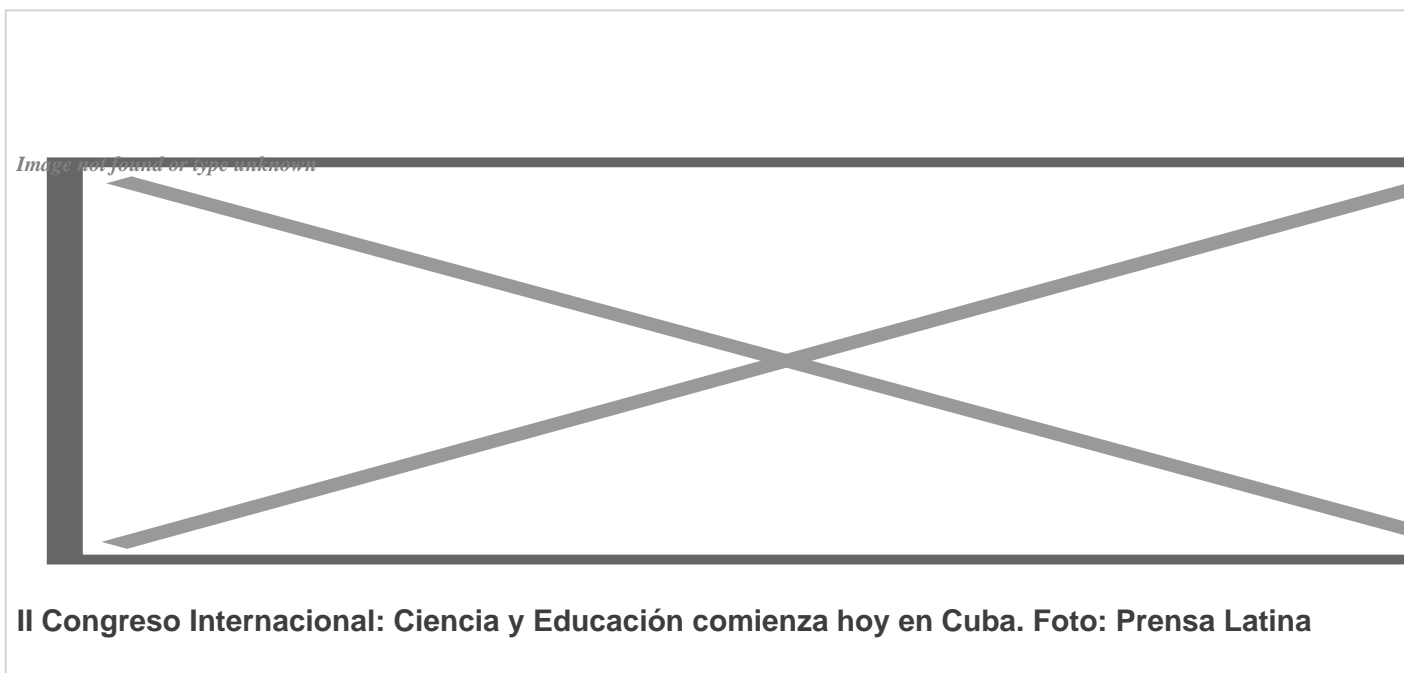 Image not found or type unknown
II Congreso Internacional: Ciencia y Educación comienza hoy en Cuba. Foto: Prensa Latina